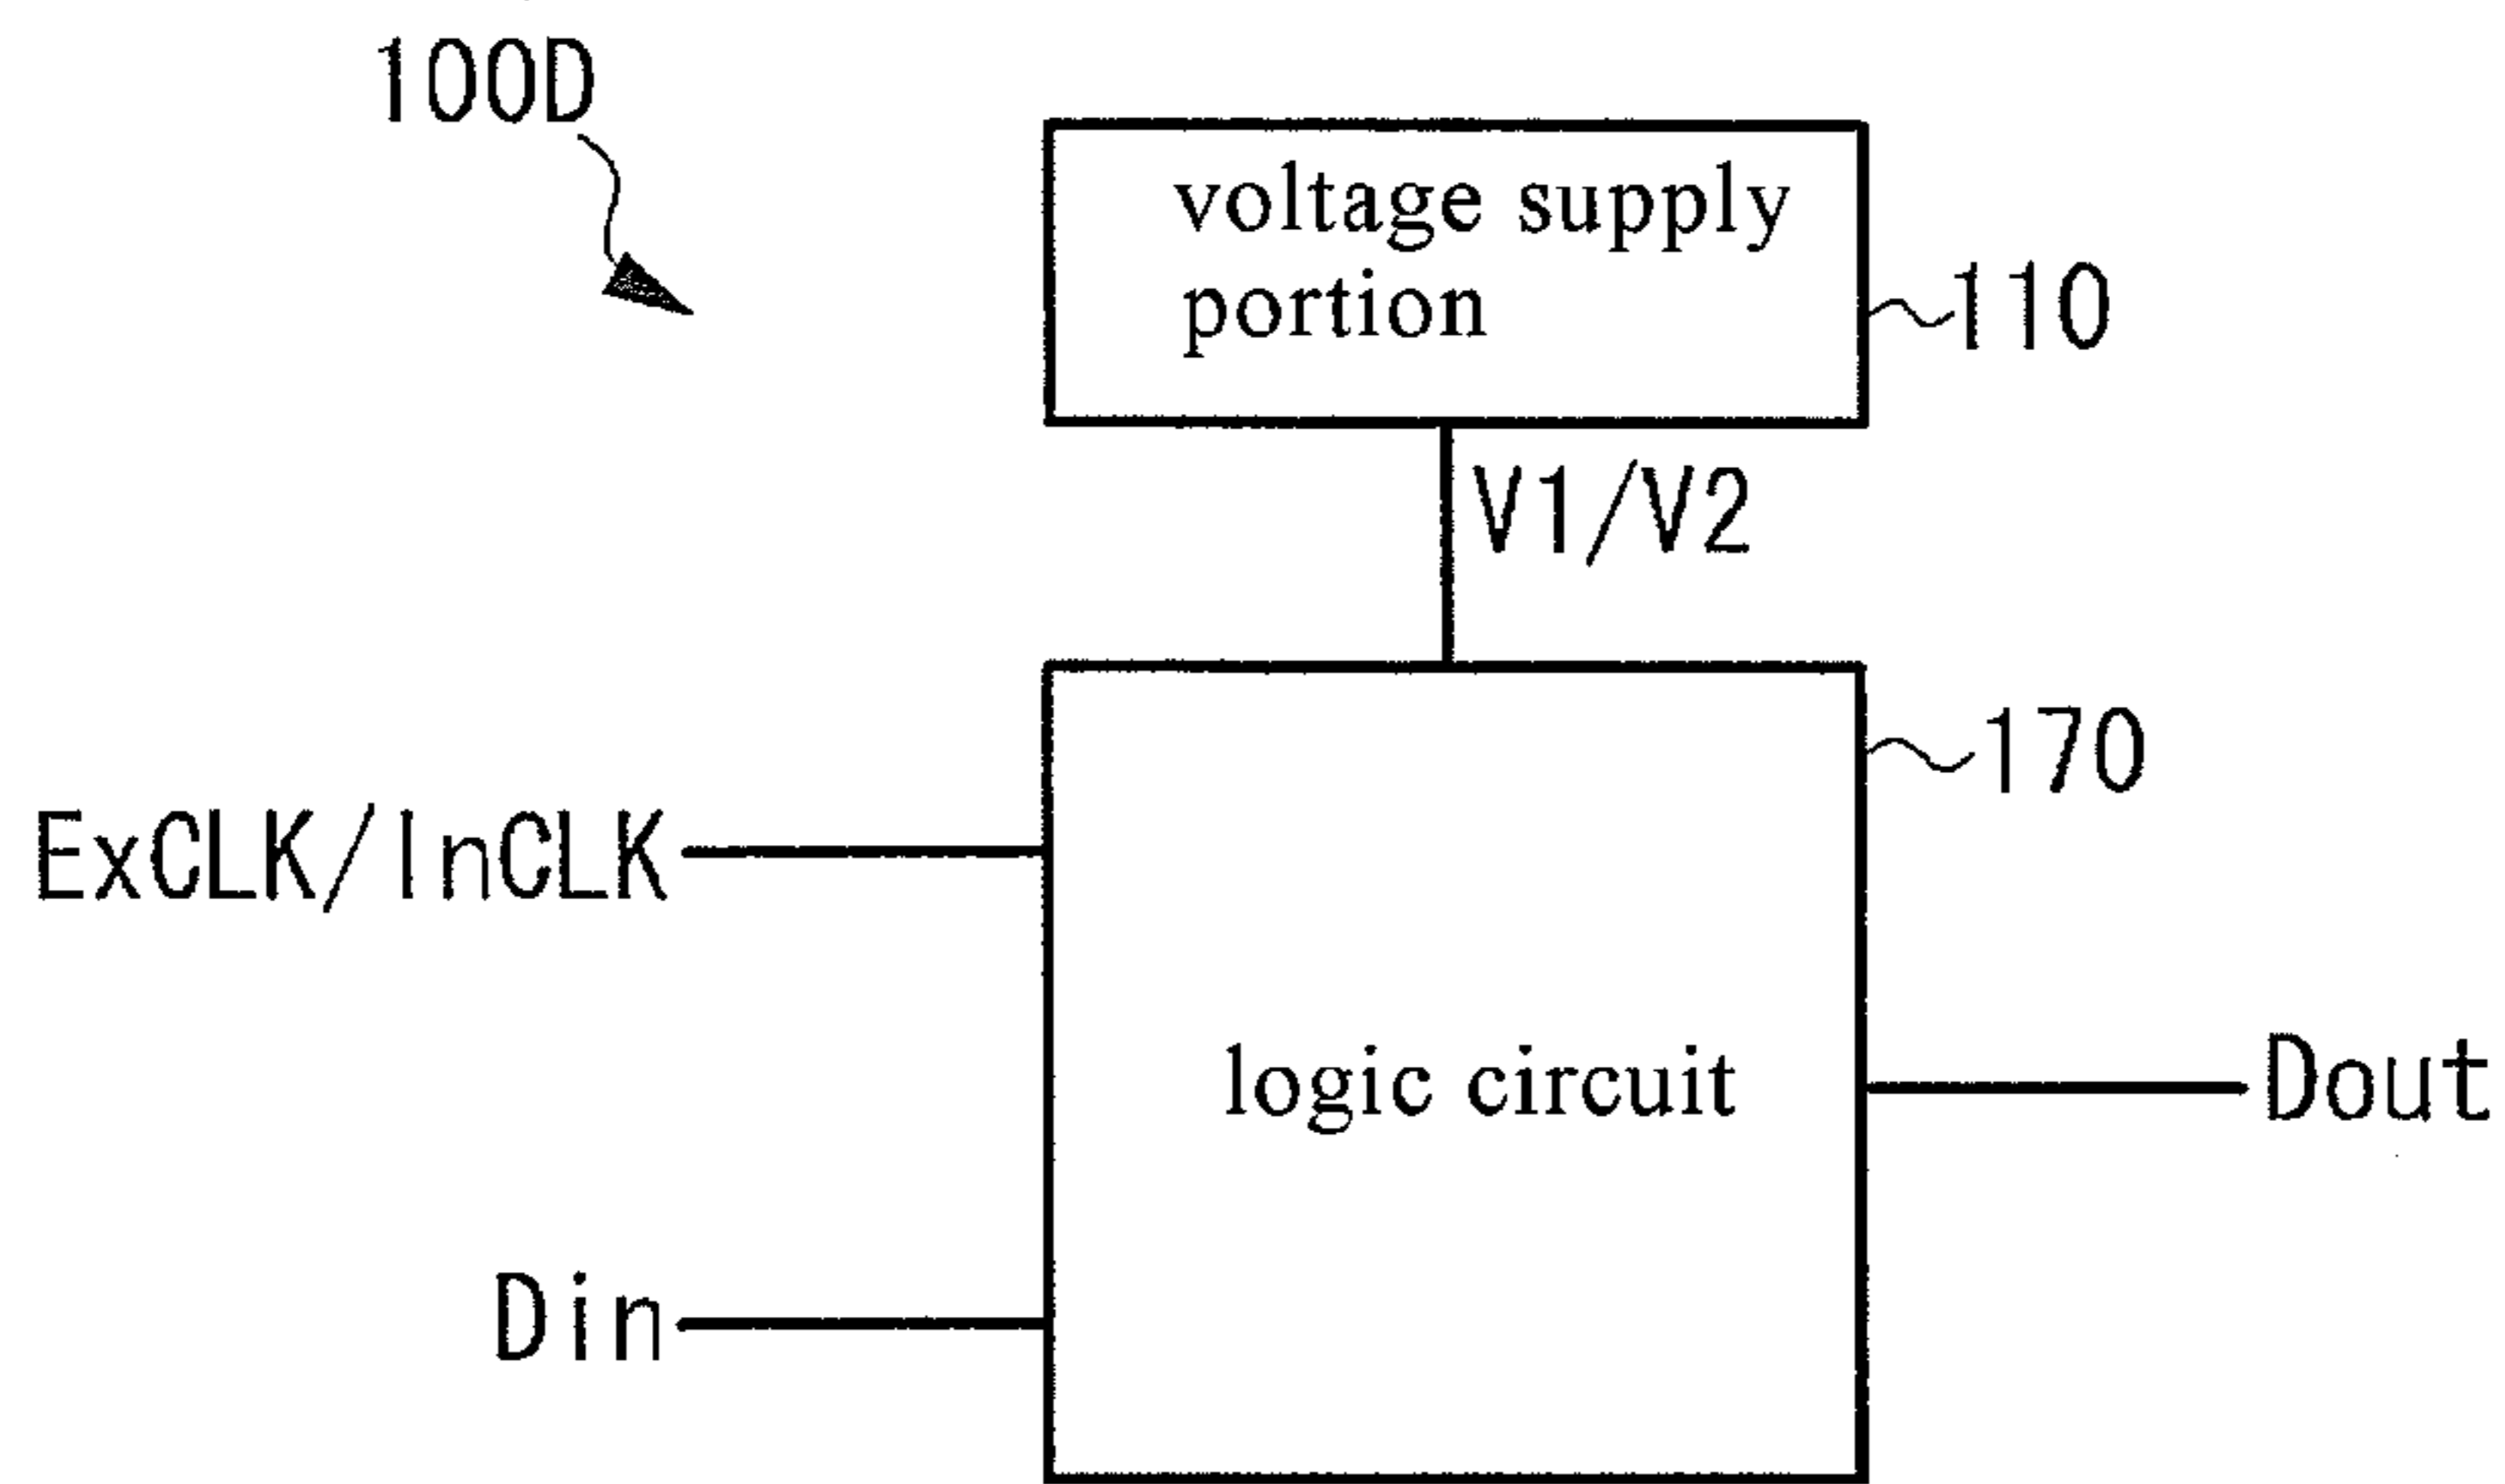 100D
voltage supply
portion
110
V1/V2
170
ExCLK/InCLK
logic circuit
Dout
Din